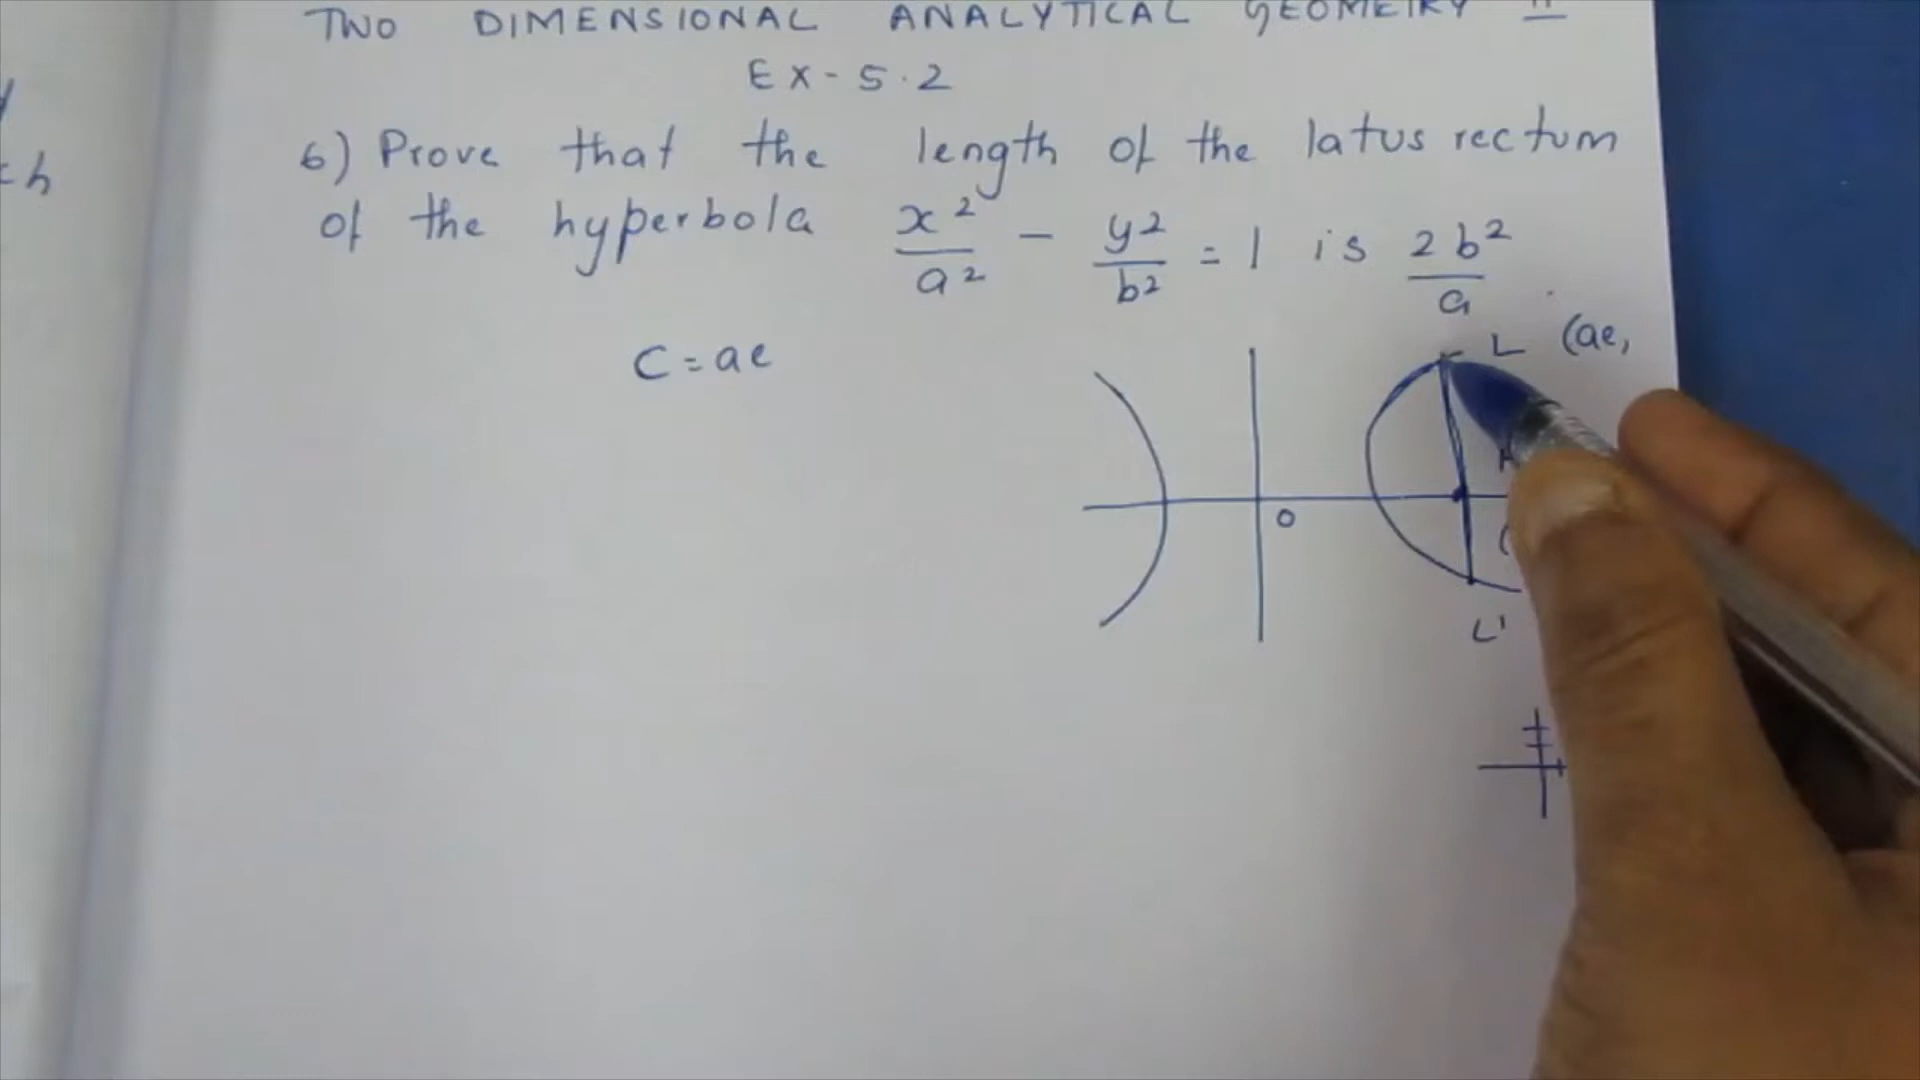 TWO DIMENSIONAL ANALYTICAL GEOMETRY II
EX - 5.2
6) Prove that the length of the latus rectum
of the hyperbola x²/a² - y²/b² = 1 is 2b²/a
C = ae
L (ae,
O
(
L'